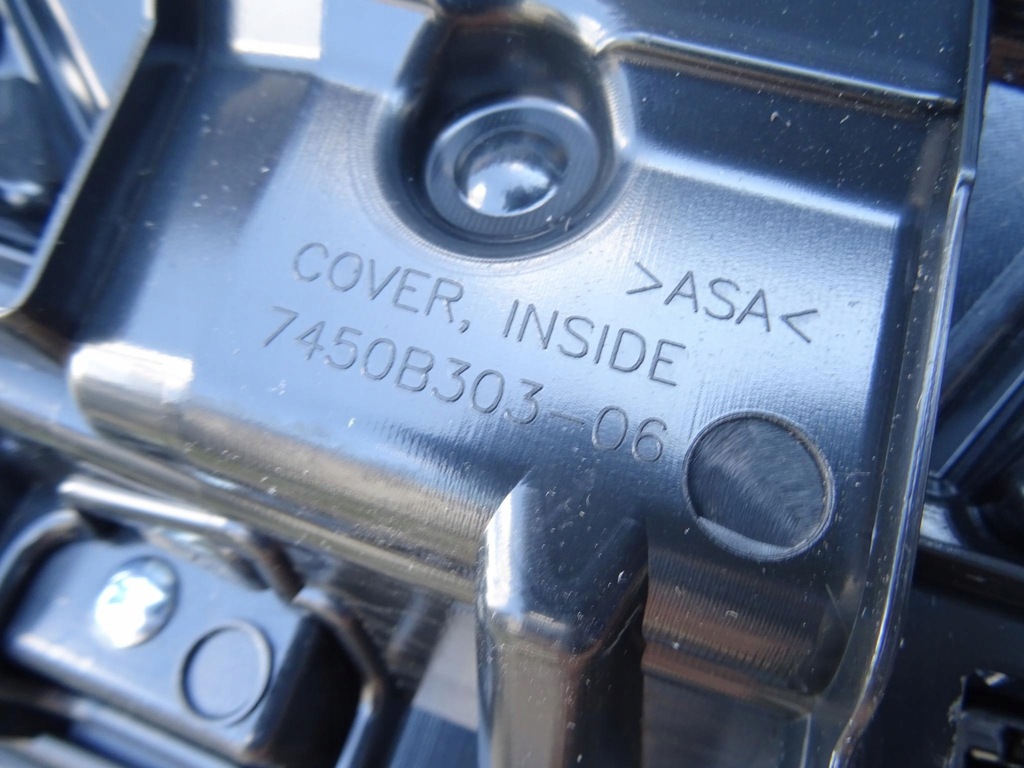 >ASA<
COVER, INSIDE
7450B303-06